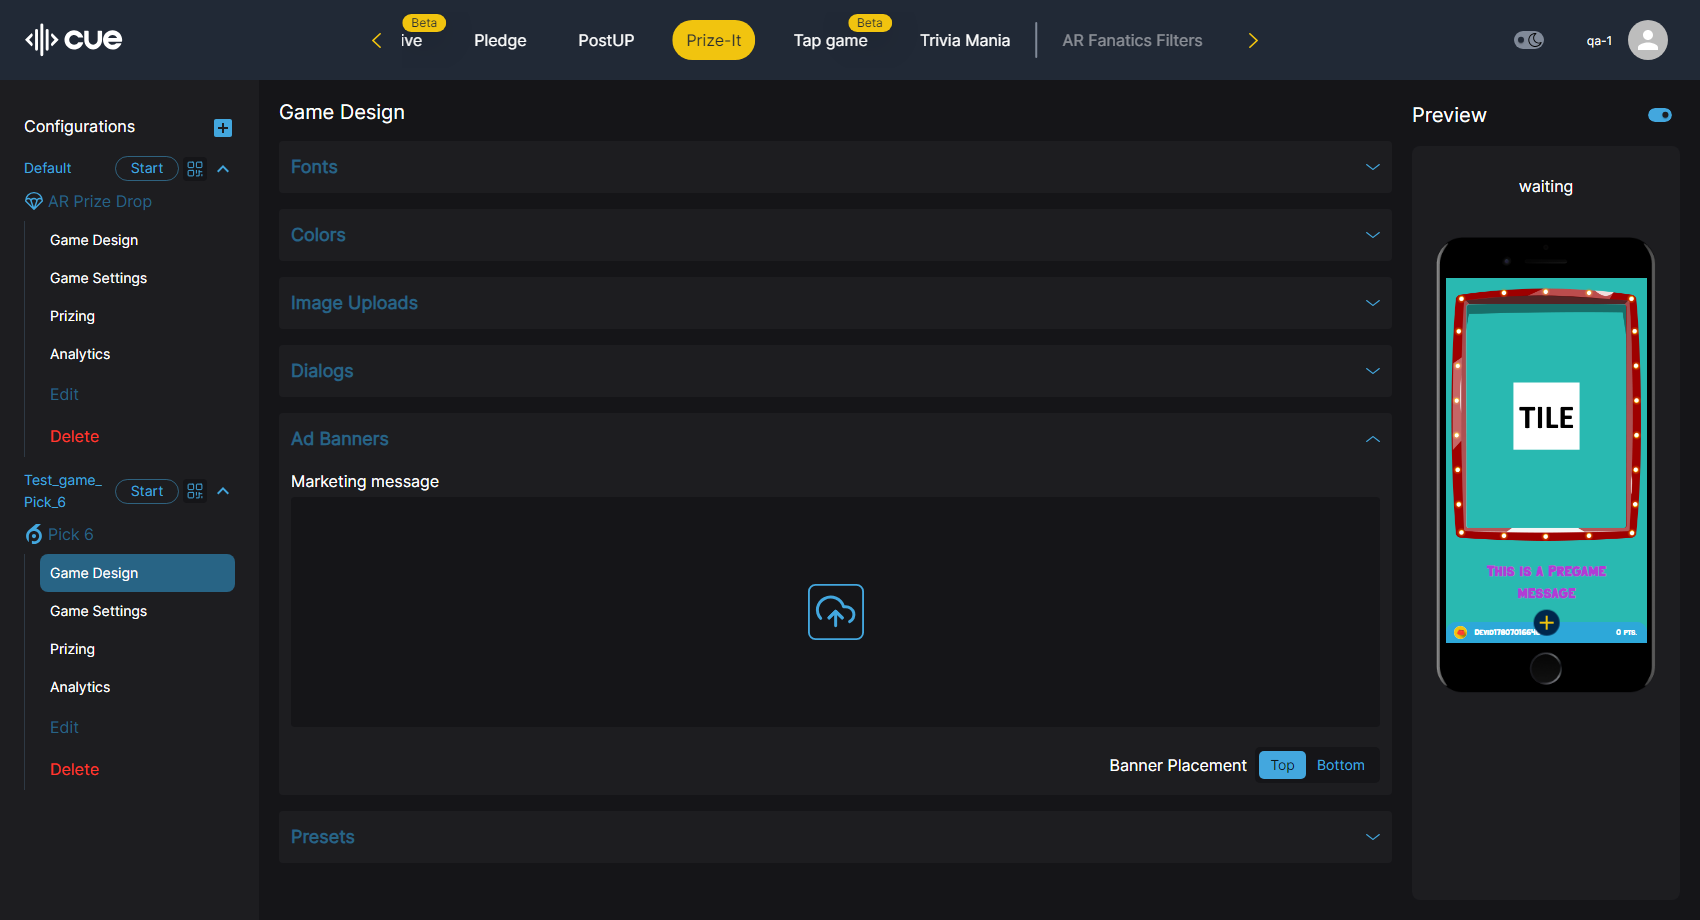 cue
Beta
ive
Pledge
PostUP
Prize-It
Beta
Tap game
Trivia Mania
AR Fanatics Filters
qa-1
Configurations
Default
Start
AR Prize Drop
Game Design
Game Settings
Prizing
Analytics
Edit
Delete
Test_game_
Pick_6
Start
Pick 6
Game Design
Game Settings
Prizing
Analytics
Edit
Delete
Game Design
Fonts
Colors
Image Uploads
Dialogs
Ad Banners
Marketing message
Banner Placement
Top
Bottom
Presets
Preview
waiting
TILE
THIS IS A PREGAME
MESSAGE
0 PTS.